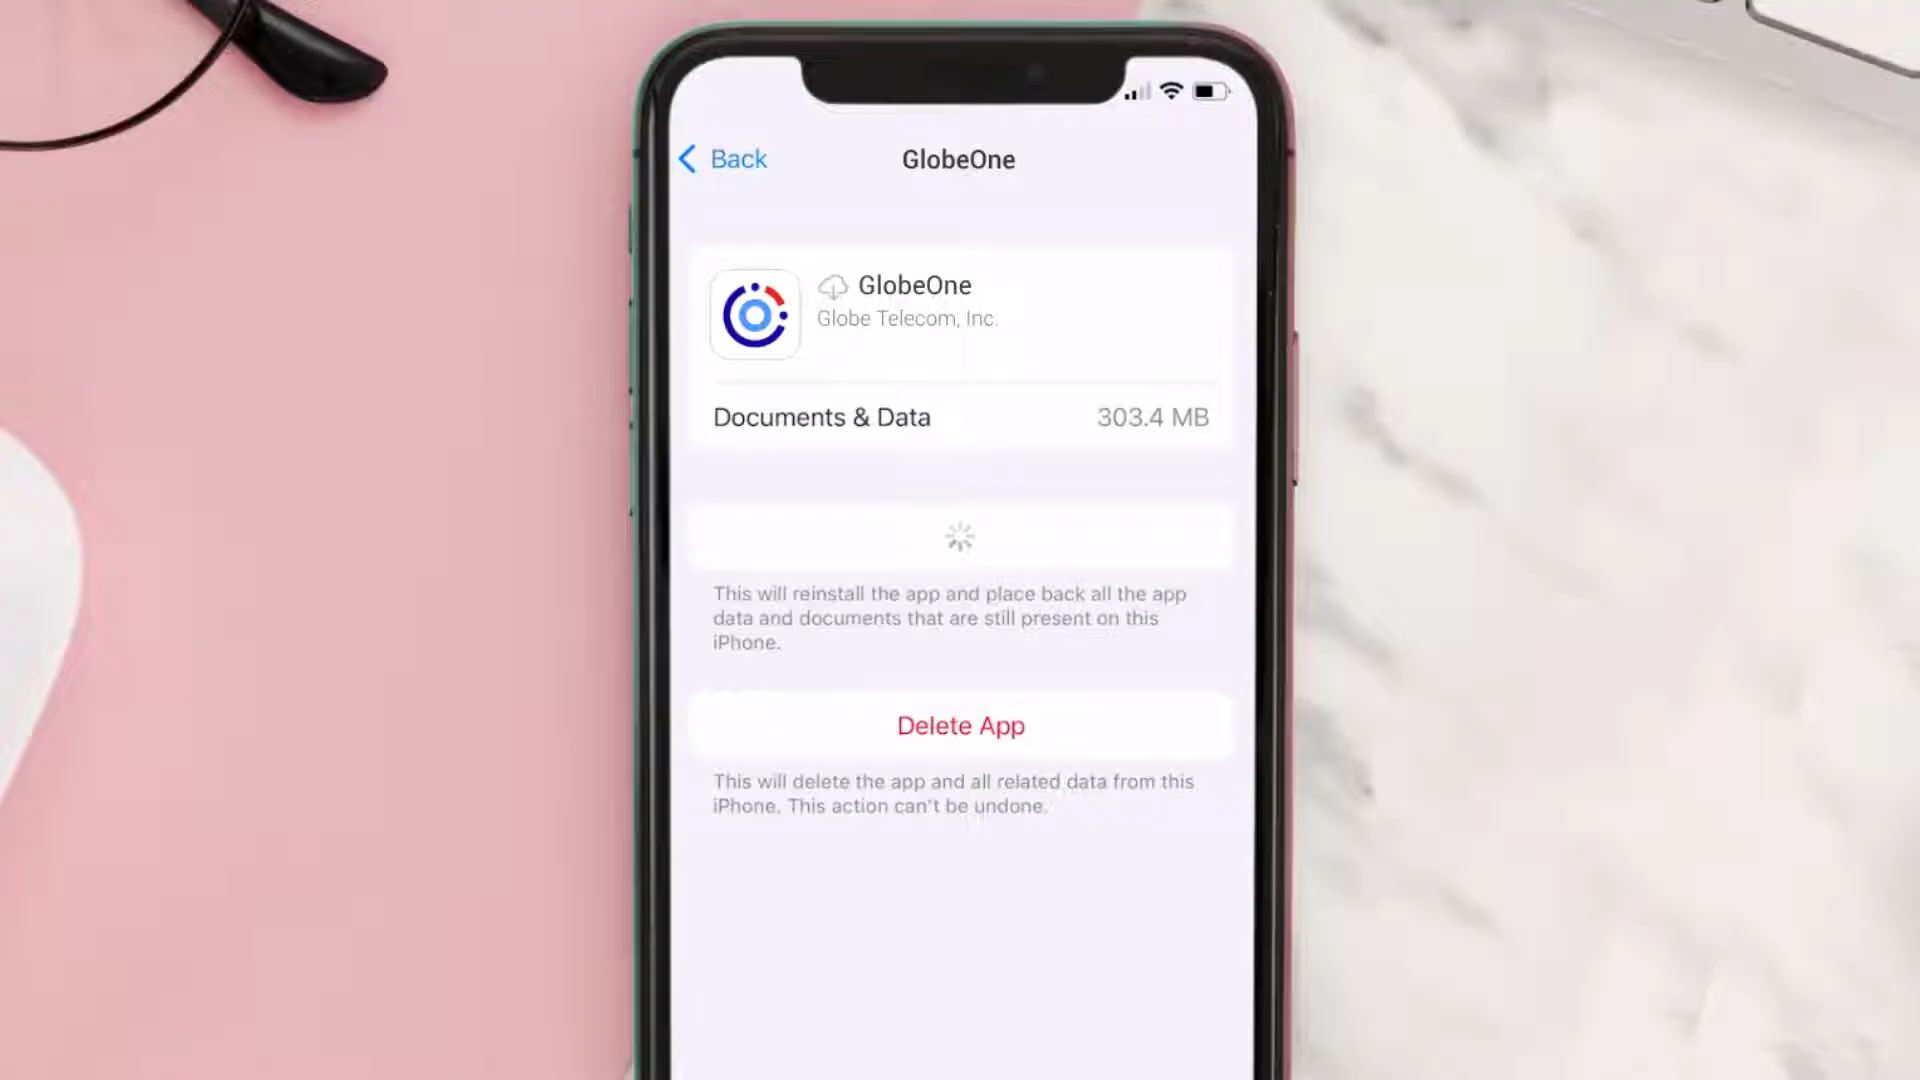 Back
GlobeOne
GlobeOne
Globe Telecom, Inc.
Documents & Data
303.4 MB
This will reinstall the app and place back all the app
data and documents that are still present on this
iPhone.
Delete App
This will delete the app and all related data from this
iPhone. This action can't be undone.